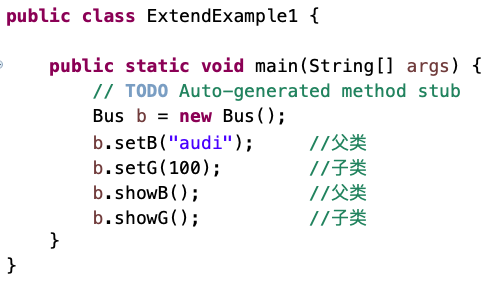 public class ExtendExample1 {
public static void main(String[] args) {
// TODO Auto-generated method stub
Bus b = new Bus();
b.setB("audi"); //父类
b.setG(100); //子类
b.showB(); //父类
b.showG(); //子类
}
}